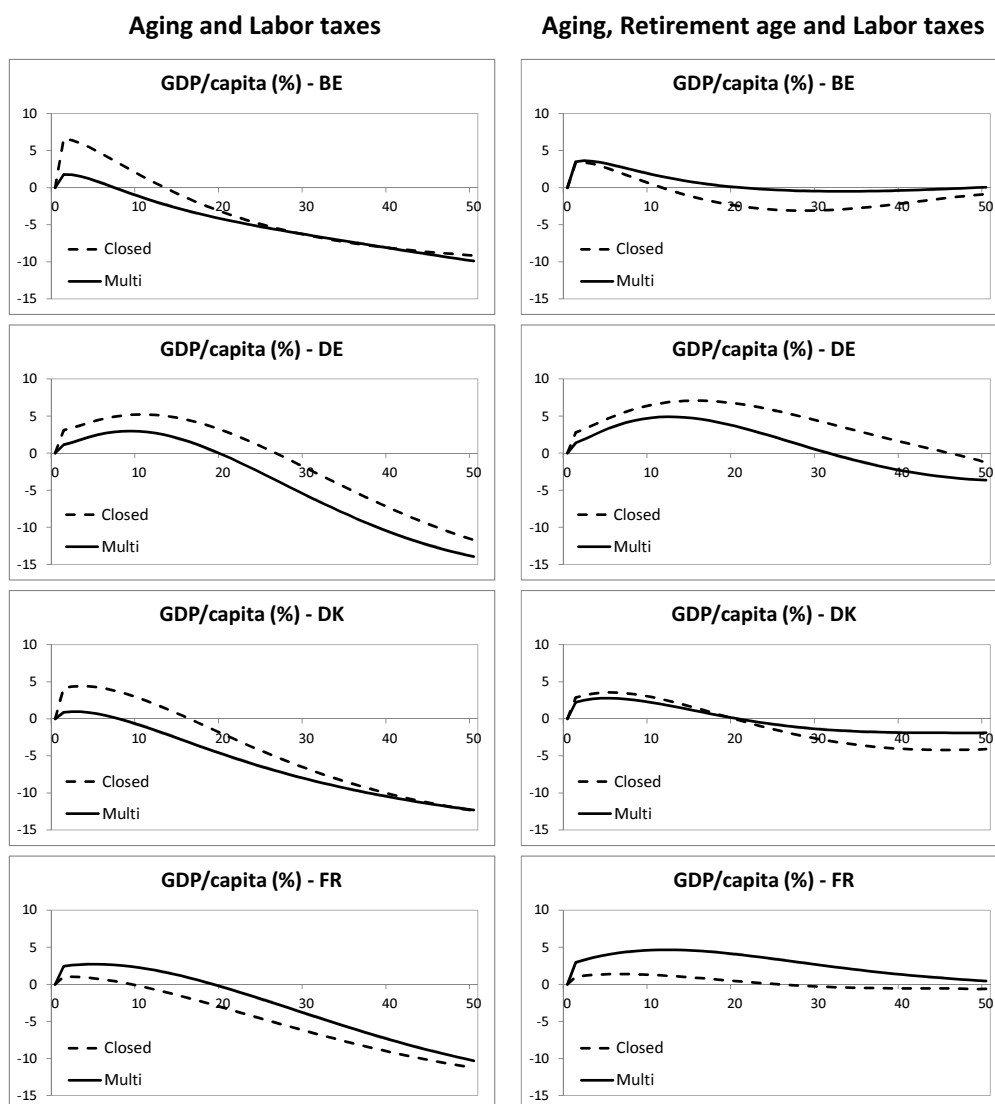 Aging and Labor taxes
Aging, Retirement age and Labor taxes
GDP/capita (%) - BE
10
5
0
-5
-10
-15
0 10 20 30 40 50
Closed
Multi
GDP/capita (%) - BE
10
5
0
-5
-10
-15
0 10 20 30 40 50
Closed
Multi
GDP/capita (%) - DE
10
5
0
-5
-10
-15
0 10 20 30 40 50
Closed
Multi
GDP/capita (%) - DE
10
5
0
-5
-10
-15
0 10 20 30 40 50
Closed
Multi
GDP/capita (%) - DK
10
5
0
-5
-10
-15
0 10 20 30 40 50
Closed
Multi
GDP/capita (%) - DK
10
5
0
-5
-10
-15
0 10 20 30 40 50
Closed
Multi
GDP/capita (%) - FR
10
5
0
-5
-10
-15
0 10 20 30 40 50
Closed
Multi
GDP/capita (%) - FR
10
5
0
-5
-10
-15
0 10 20 30 40 50
Closed
Multi